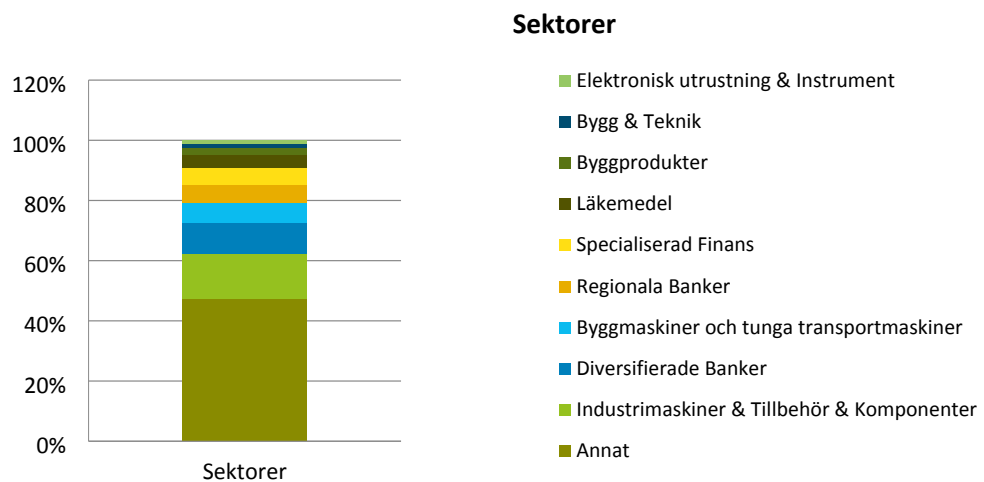 Sektorer
120%
100%
80%
60%
40%
20%
0%
Sektorer
Elektronisk utrustning & Instrument
Bygg & Teknik
Byggprodukter
Läkemedel
Specialiserad Finans
Regionala Banker
Byggmaskiner och tunga transportmaskiner
Diversifierade Banker
Industrimaskiner & Tillbehör & Komponenter
Annat